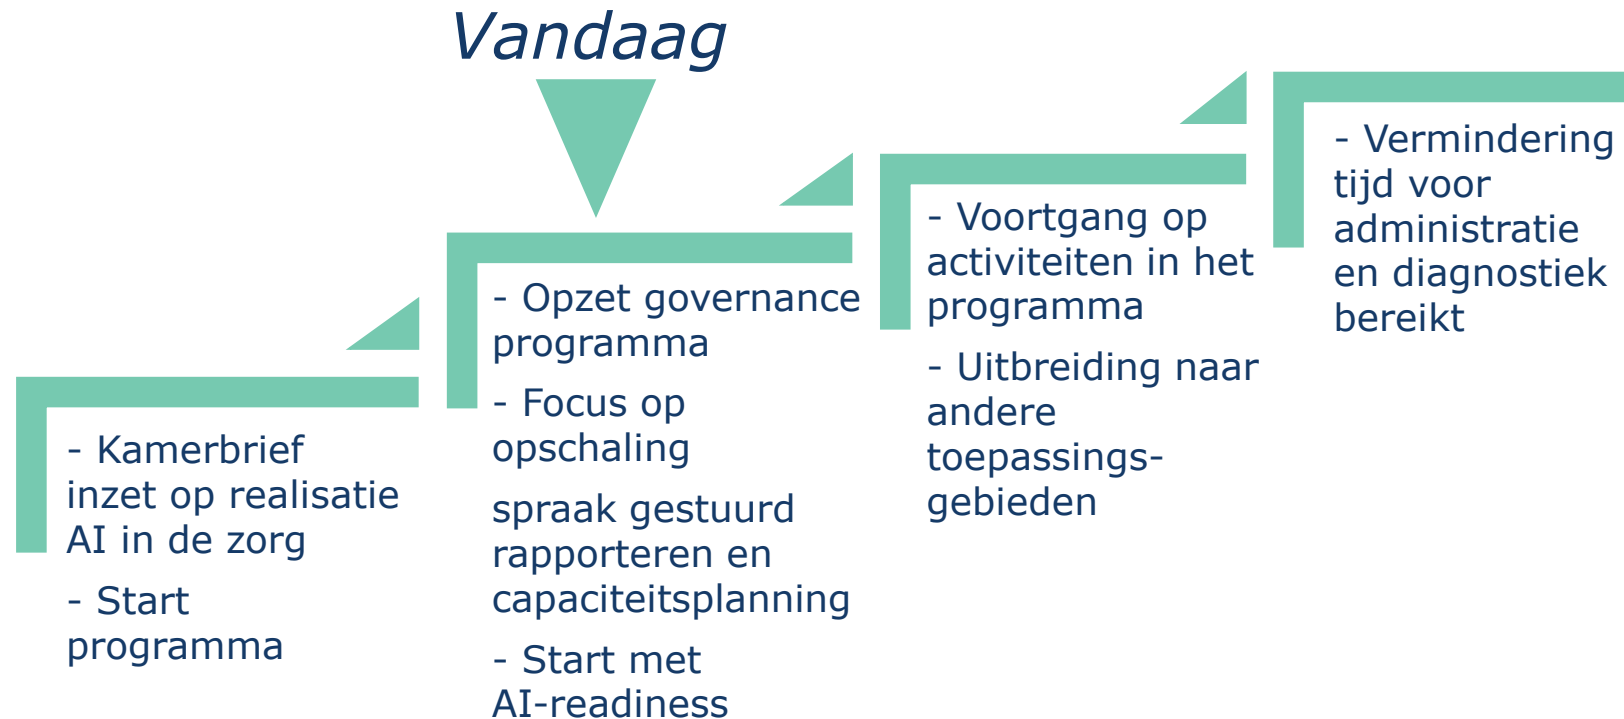 Vandaag
- Kamerbrief
inzet op realisatie
AI in de zorg
- Start
programma
- Opzet governance
programma
- Focus op
opschaling
spraak gestuurd
rapporteren en
capaciteitsplanning
- Start met
AI-readiness
- Voortgang op
activiteiten in het
programma
- Uitbreiding naar
andere
toepassings-
gebieden
- Vermindering
tijd voor
administratie
en diagnostiek
bereikt